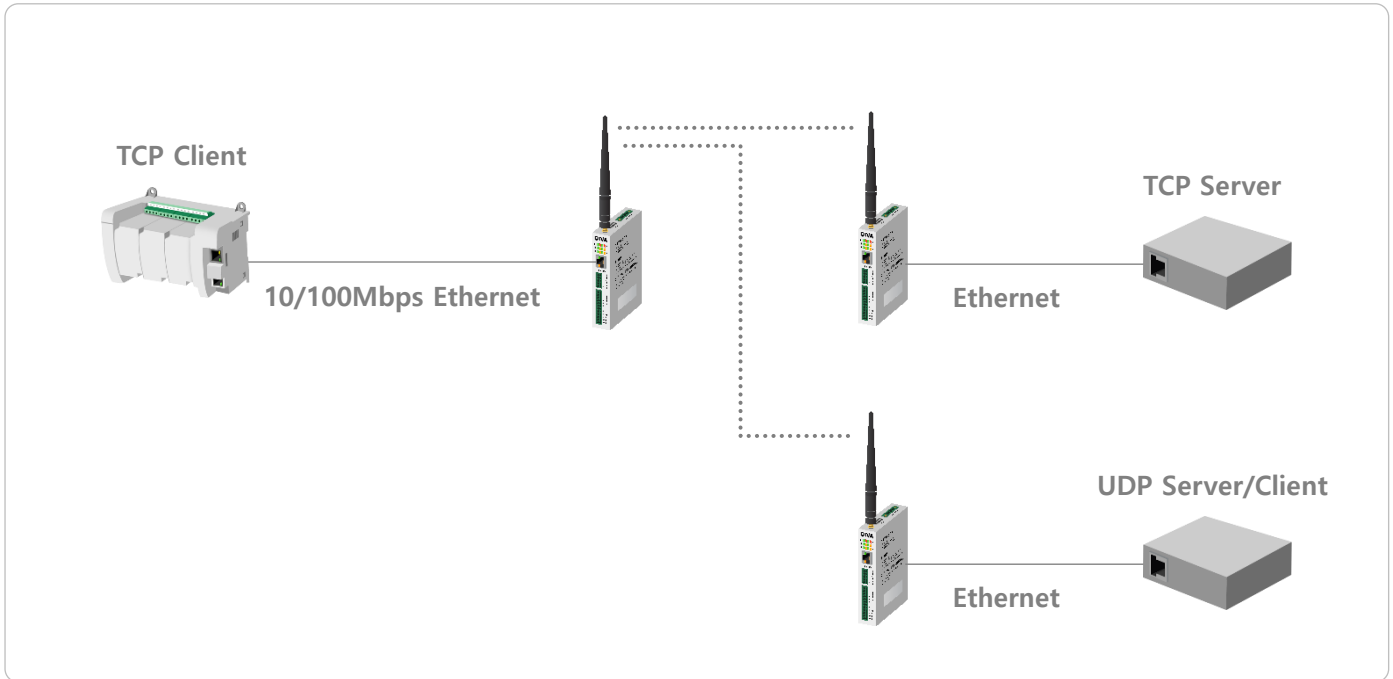 TCP Client
TCP Server
10/100Mbps Ethernet
Ethernet
UDP Server/Client
Ethernet